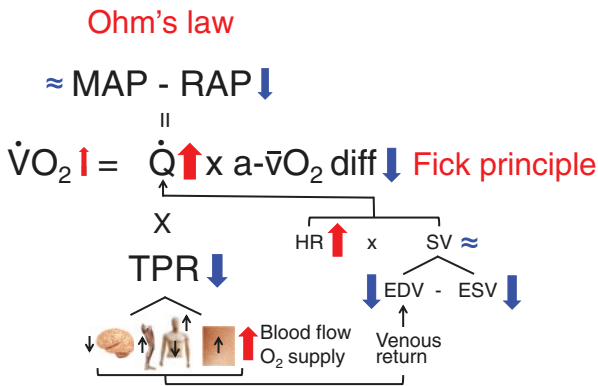 Ohm's law
≈ MAP - RAP
=
V̇O₂ = Q̇ x a-v̄O₂ diff Fick principle
X
HR x SV ≈
TPR
EDV - ESV
Blood flow
O₂ supply
Venous
return